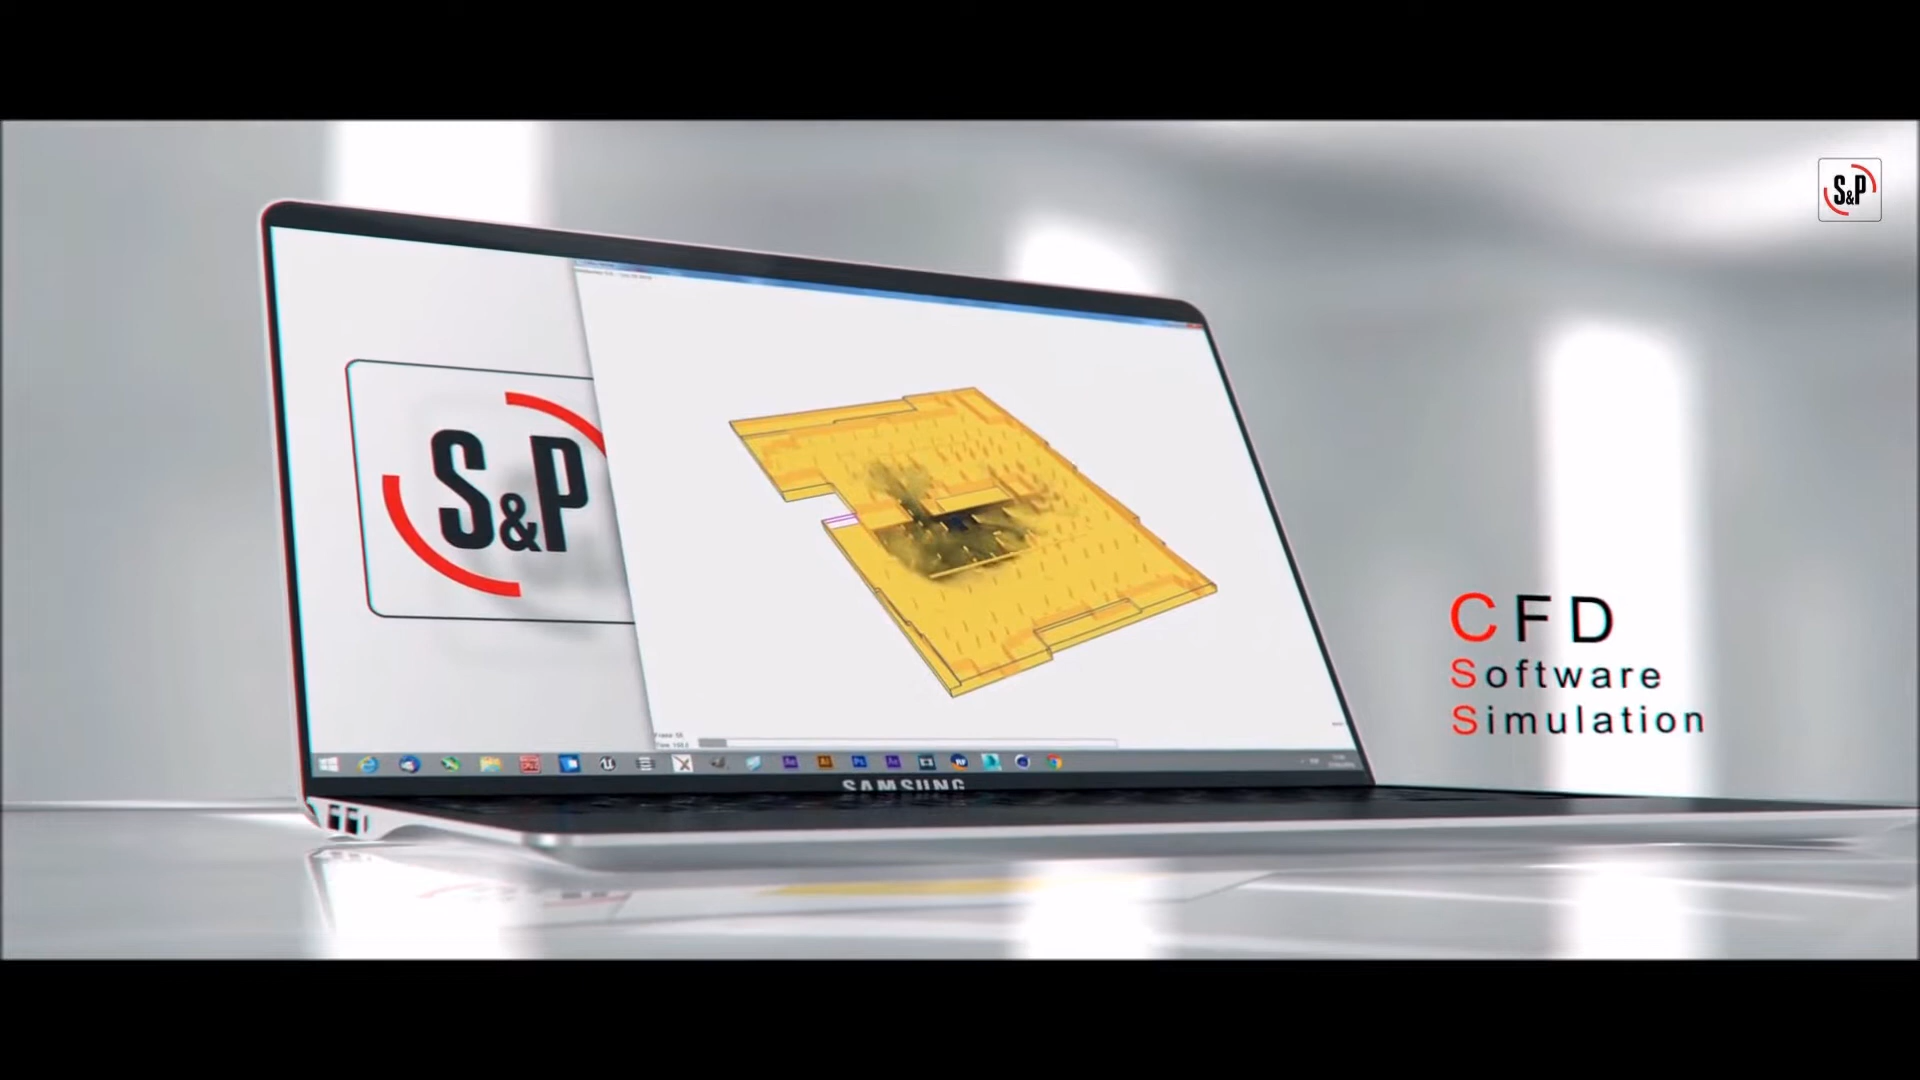 S&P
S&P
CFD
Software
Simulation
SAMSUNG